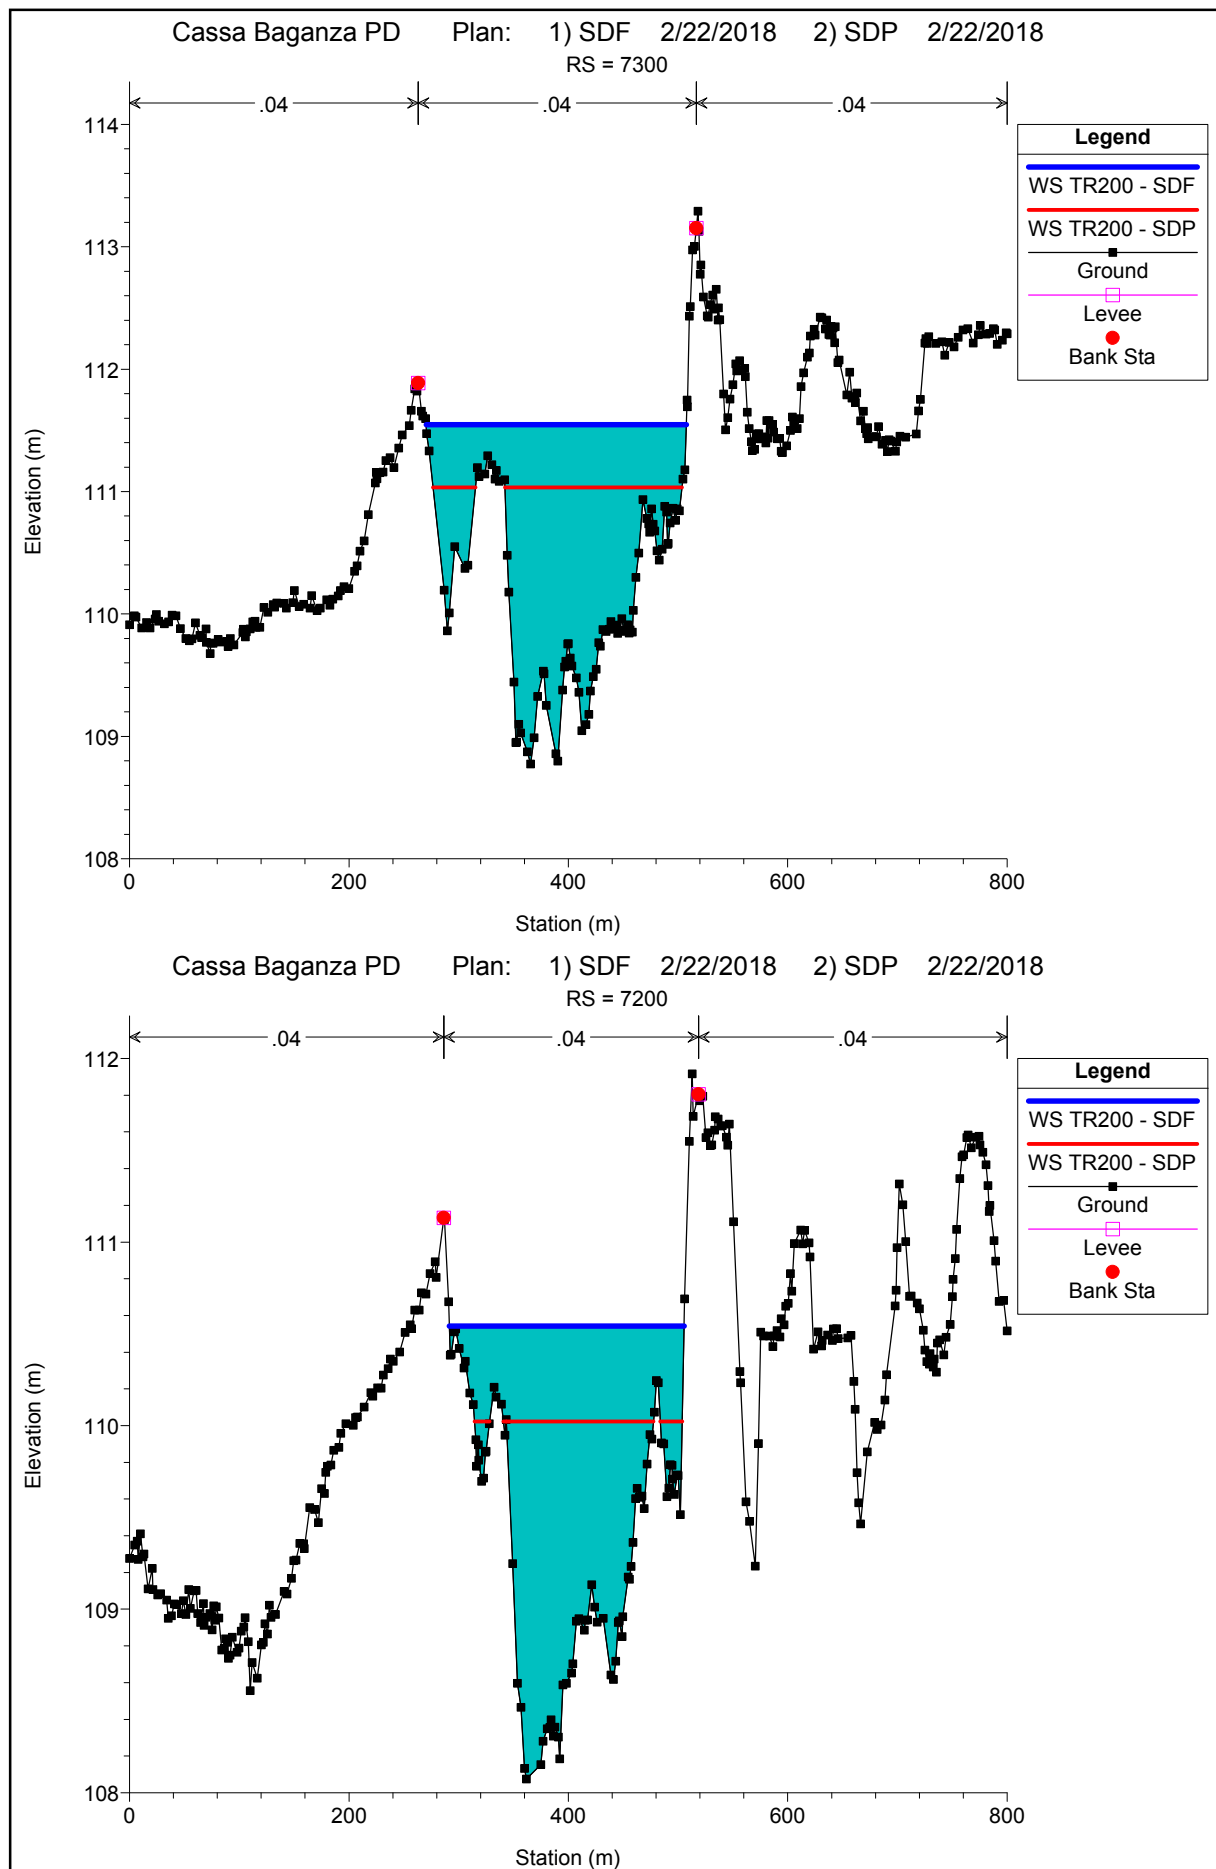 Cassa Baganza PD Plan: 1) SDF 2/22/2018 2) SDP 2/22/2018
RS = 7300
.04 .04 .04
114
113
112
111
110
109
108
Elevation (m)
0 200 400 600 800
Station (m)
Legend
WS TR200 - SDF
WS TR200 - SDP
Ground
Levee
Bank Sta
Cassa Baganza PD Plan: 1) SDF 2/22/2018 2) SDP 2/22/2018
RS = 7200
.04 .04 .04
112
111
110
109
108
Elevation (m)
0 200 400 600 800
Station (m)
Legend
WS TR200 - SDF
WS TR200 - SDP
Ground
Levee
Bank Sta